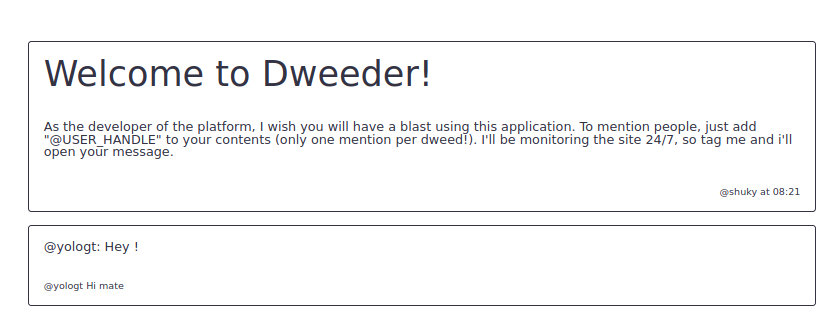 Welcome to Dweeder!
As the developer of the platform, I wish you will have a blast using this application. To mention people, just add
"@USER_HANDLE" to your contents (only one mention per dweed!). I'll be monitoring the site 24/7, so tag me and i'll
open your message.
@shuky at 08:21
@yologt: Hey !
@yologt Hi mate